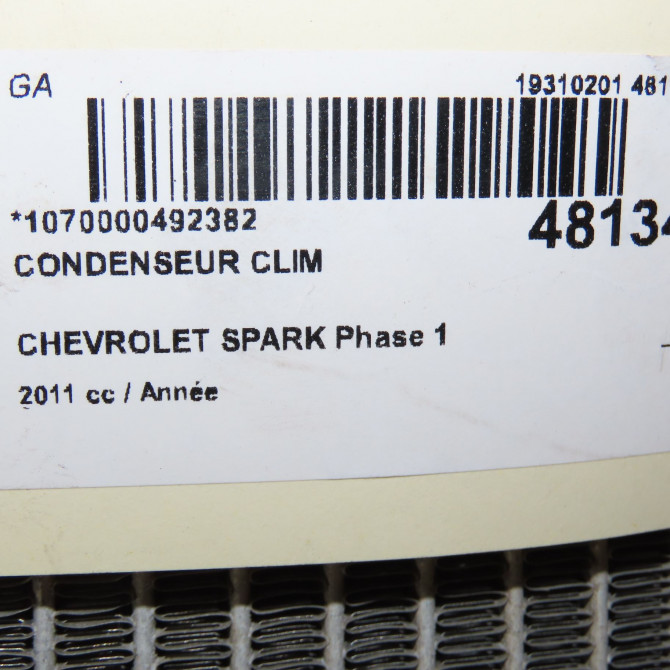 GA 19310201 481
*1070000492382 48134
CONDENSEUR CLIM
CHEVROLET SPARK Phase 1
2011 cc / Année